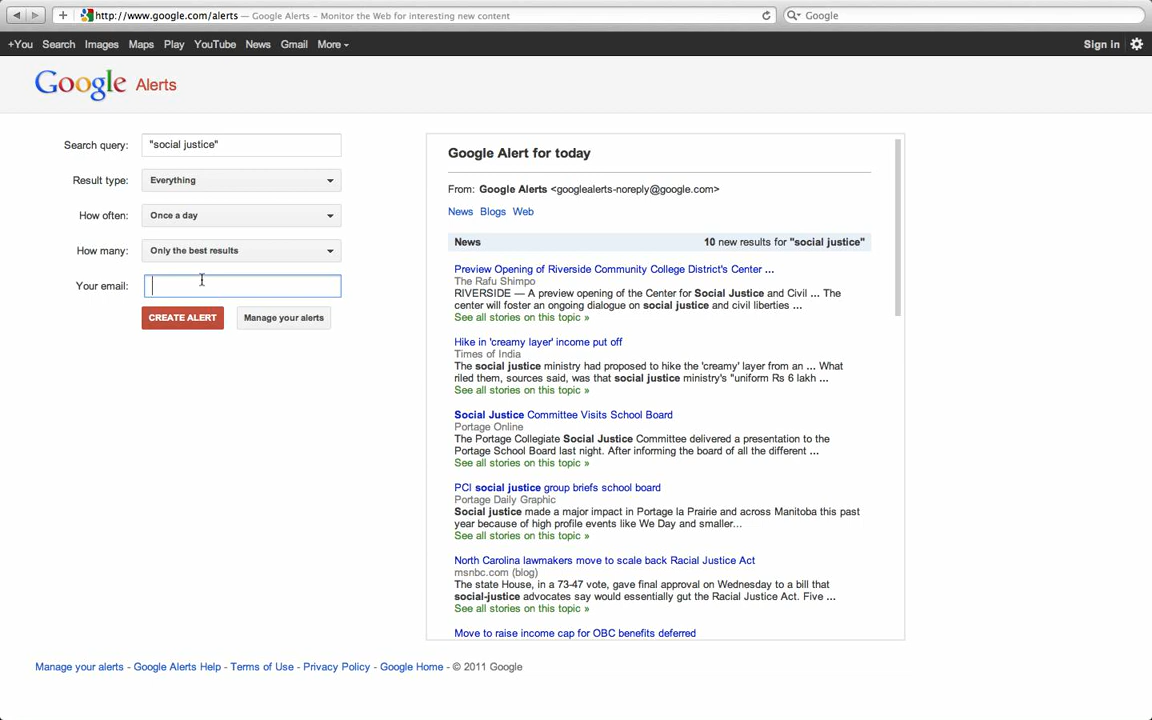 http://www.google.com/alerts — Google Alerts – Monitor the Web for interesting new content
Google
+You Search Images Maps Play YouTube News Gmail More
Sign in
Google Alerts
Search query: "social justice"
Result type: Everything
How often: Once a day
How many: Only the best results
Your email:
CREATE ALERT Manage your alerts
Google Alert for today
From: Google Alerts <googlealerts-noreply@google.com>
News Blogs Web
News 10 new results for "social justice"
Preview Opening of Riverside Community College District's Center ...
The Rafu Shimpo
RIVERSIDE — A preview opening of the Center for Social Justice and Civil ... The
center will foster an ongoing dialogue on social justice and civil liberties ...
See all stories on this topic »
Hike in 'creamy layer' income put off
Times of India
The social justice ministry had proposed to hike the 'creamy' layer from an ... What
riled them, sources said, was that social justice ministry's "uniform Rs 6 lakh ...
See all stories on this topic »
Social Justice Committee Visits School Board
Portage Online
The Portage Collegiate Social Justice Committee delivered a presentation to the
Portage School Board last night. After informing the board of all the different ...
See all stories on this topic »
PCI social justice group briefs school board
Portage Daily Graphic
Social justice made a major impact in Portage la Prairie and across Manitoba this past
year because of high profile events like We Day and smaller...
See all stories on this topic »
North Carolina lawmakers move to scale back Racial Justice Act
msnbc.com (blog)
The state House, in a 73-47 vote, gave final approval on Wednesday to a bill that
social-justice advocates say would essentially gut the Racial Justice Act. Five ...
See all stories on this topic »
Move to raise income cap for OBC benefits deferred
Manage your alerts - Google Alerts Help - Terms of Use - Privacy Policy - Google Home - © 2011 Google